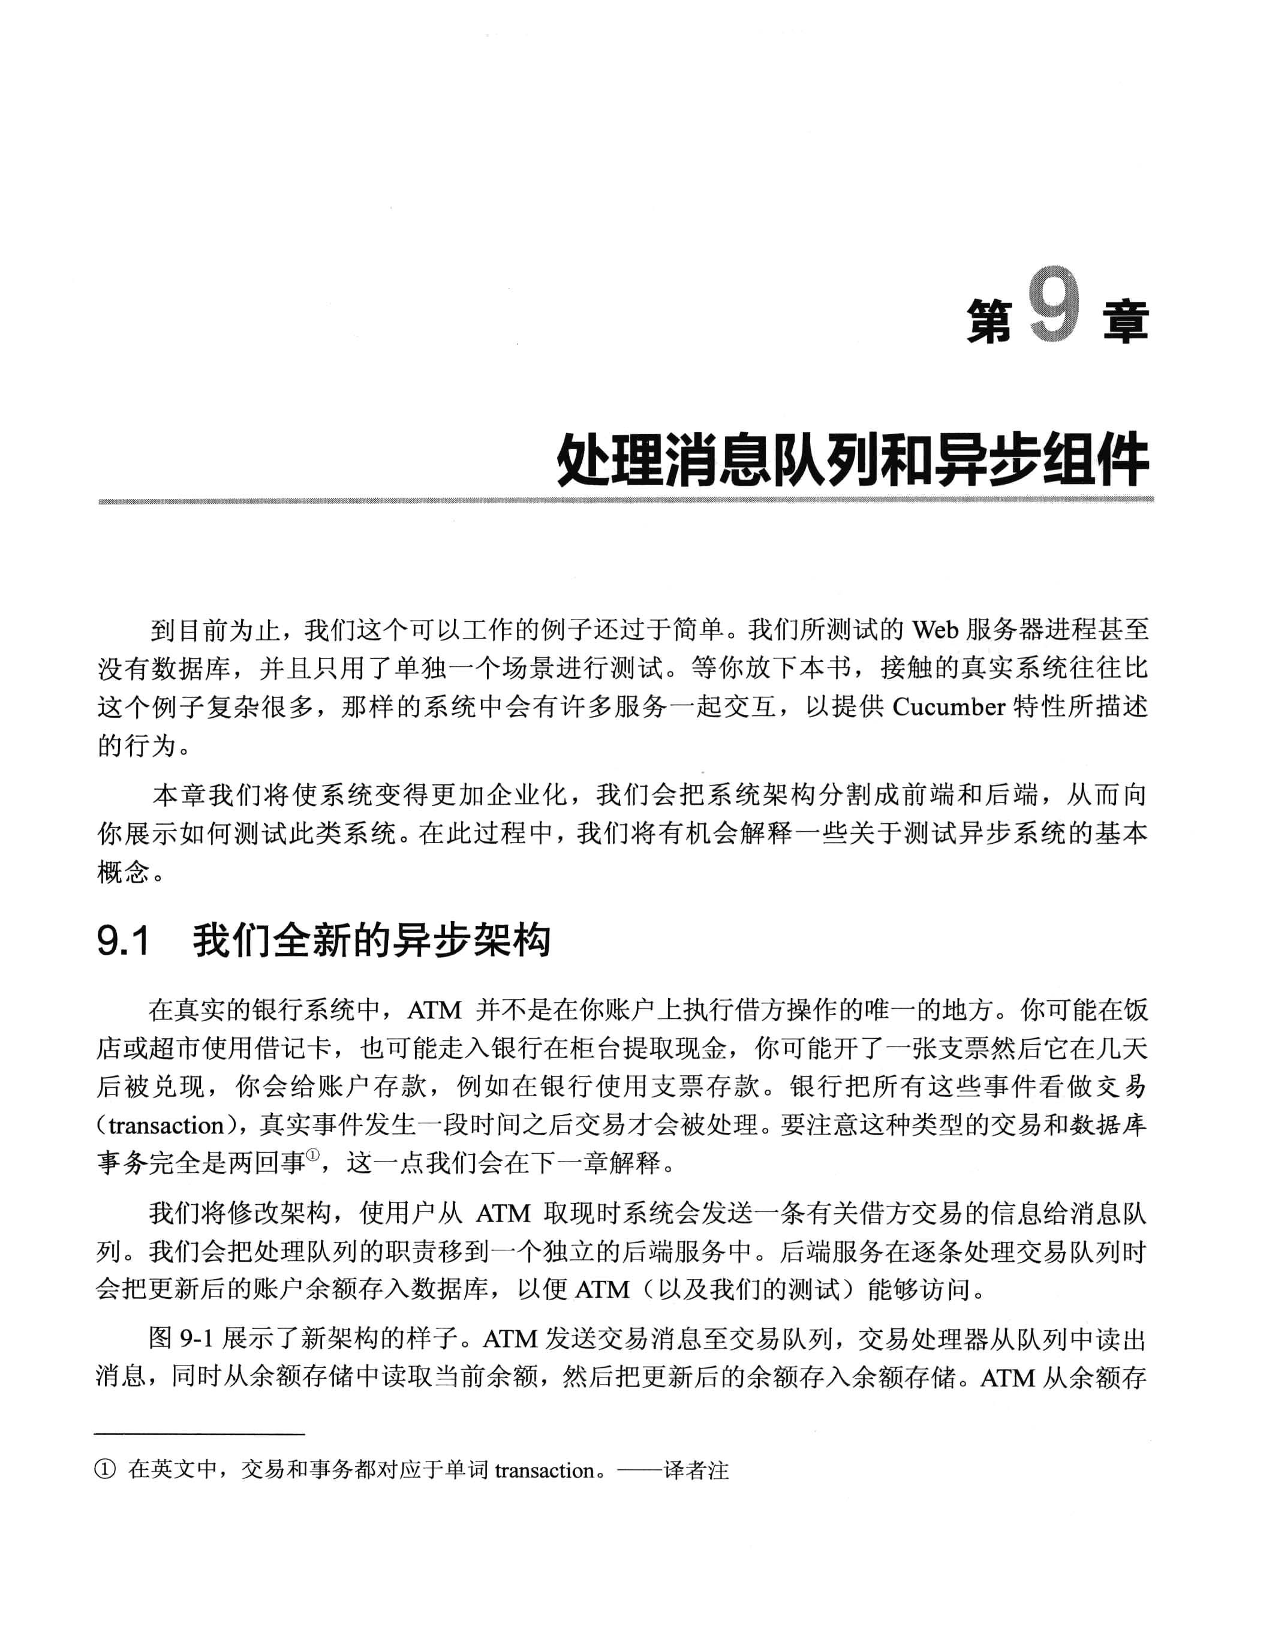 第9章
处理消息队列和异步组件
到目前为止，我们这个可以工作的例子还过于简单。我们所测试的 Web 服务器进程甚至
没有数据库，并且只用了单独一个场景进行测试。等你放下本书，接触的真实系统往往比
这个例子复杂很多，那样的系统中会有许多服务一起交互，以提供 Cucumber 特性所描述
的行为。
本章我们将使系统变得更加企业化，我们会把系统架构分割成前端和后端，从而向
你展示如何测试此类系统。在此过程中，我们将有机会解释一些关于测试异步系统的基本
概念。
9.1 我们全新的异步架构
在真实的银行系统中，ATM 并不是在你账户上执行借方操作的唯一的地方。你可能在饭
店或超市使用借记卡，也可能走入银行在柜台提取现金，你可能开了一张支票然后它在几天
后被兑现，你会给账户存款，例如在银行使用支票存款。银行把所有这些事件看做交易
（transaction），真实事件发生一段时间之后交易才会被处理。要注意这种类型的交易和数据库
事务完全是两回事①，这一点我们会在下一章解释。
我们将修改架构，使用户从 ATM 取现时系统会发送一条有关借方交易的信息给消息队
列。我们会把处理队列的职责移到一个独立的后端服务中。后端服务在逐条处理交易队列时
会把更新后的账户余额存入数据库，以便 ATM（以及我们的测试）能够访问。
图 9-1 展示了新架构的样子。ATM 发送交易消息至交易队列，交易处理器从队列中读出
消息，同时从余额存储中读取当前余额，然后把更新后的余额存入余额存储。ATM 从余额存
① 在英文中，交易和事务都对应于单词 transaction。——译者注